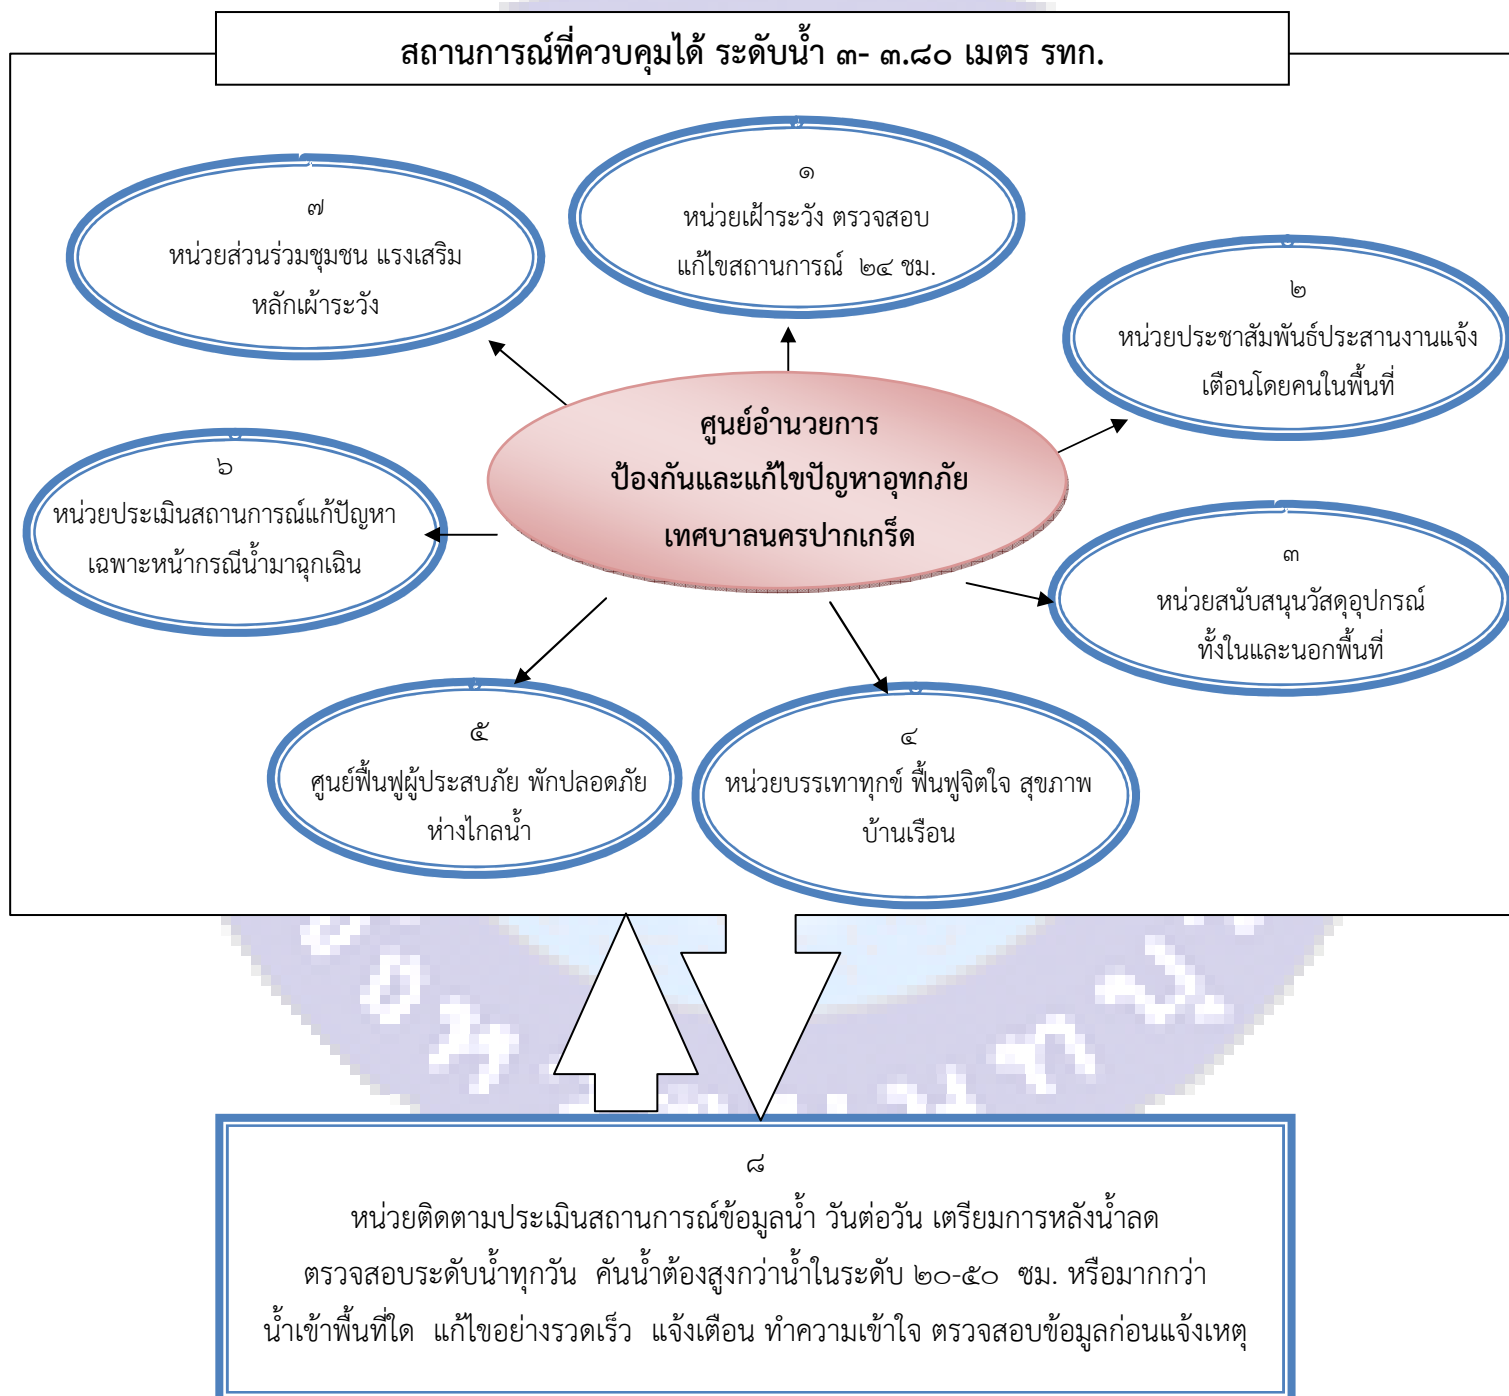 สถานการณ์ที่ควบคุมได้ ระดับน้ำ ๓- ๓.๘๐ เมตร รทก.
๑
หน่วยเฝ้าระวัง ตรวจสอบ
แก้ไขสถานการณ์ ๒๔ ชม.
๒
หน่วยประชาสัมพันธ์ประสานงานแจ้ง
เตือนโดยคนในพื้นที่
๓
หน่วยสนับสนุนวัสดุอุปกรณ์
ทั้งในและนอกพื้นที่
๔
หน่วยบรรเทาทุกข์ ฟื้นฟูจิตใจ สุขภาพ
บ้านเรือน
๕
ศูนย์ฟื้นฟูผู้ประสบภัย พักปลอดภัย
ห่างไกลน้ำ
๖
หน่วยประเมินสถานการณ์แก้ปัญหา
เฉพาะหน้ากรณีน้ำมาฉุกเฉิน
๗
หน่วยส่วนร่วมชุมชน แรงเสริม
หลักเผ้าระวัง
ศูนย์อำนวยการ
ป้องกันและแก้ไขปัญหาอุทกภัย
เทศบาลนครปากเกร็ด
๘
หน่วยติดตามประเมินสถานการณ์ข้อมูลน้ำ วันต่อวัน เตรียมการหลังน้ำลด
ตรวจสอบระดับน้ำทุกวัน คันน้ำต้องสูงกว่าน้ำในระดับ ๒๐-๕๐ ซม. หรือมากกว่า
น้ำเข้าพื้นที่ใด แก้ไขอย่างรวดเร็ว แจ้งเตือน ทำความเข้าใจ ตรวจสอบข้อมูลก่อนแจ้งเหตุ